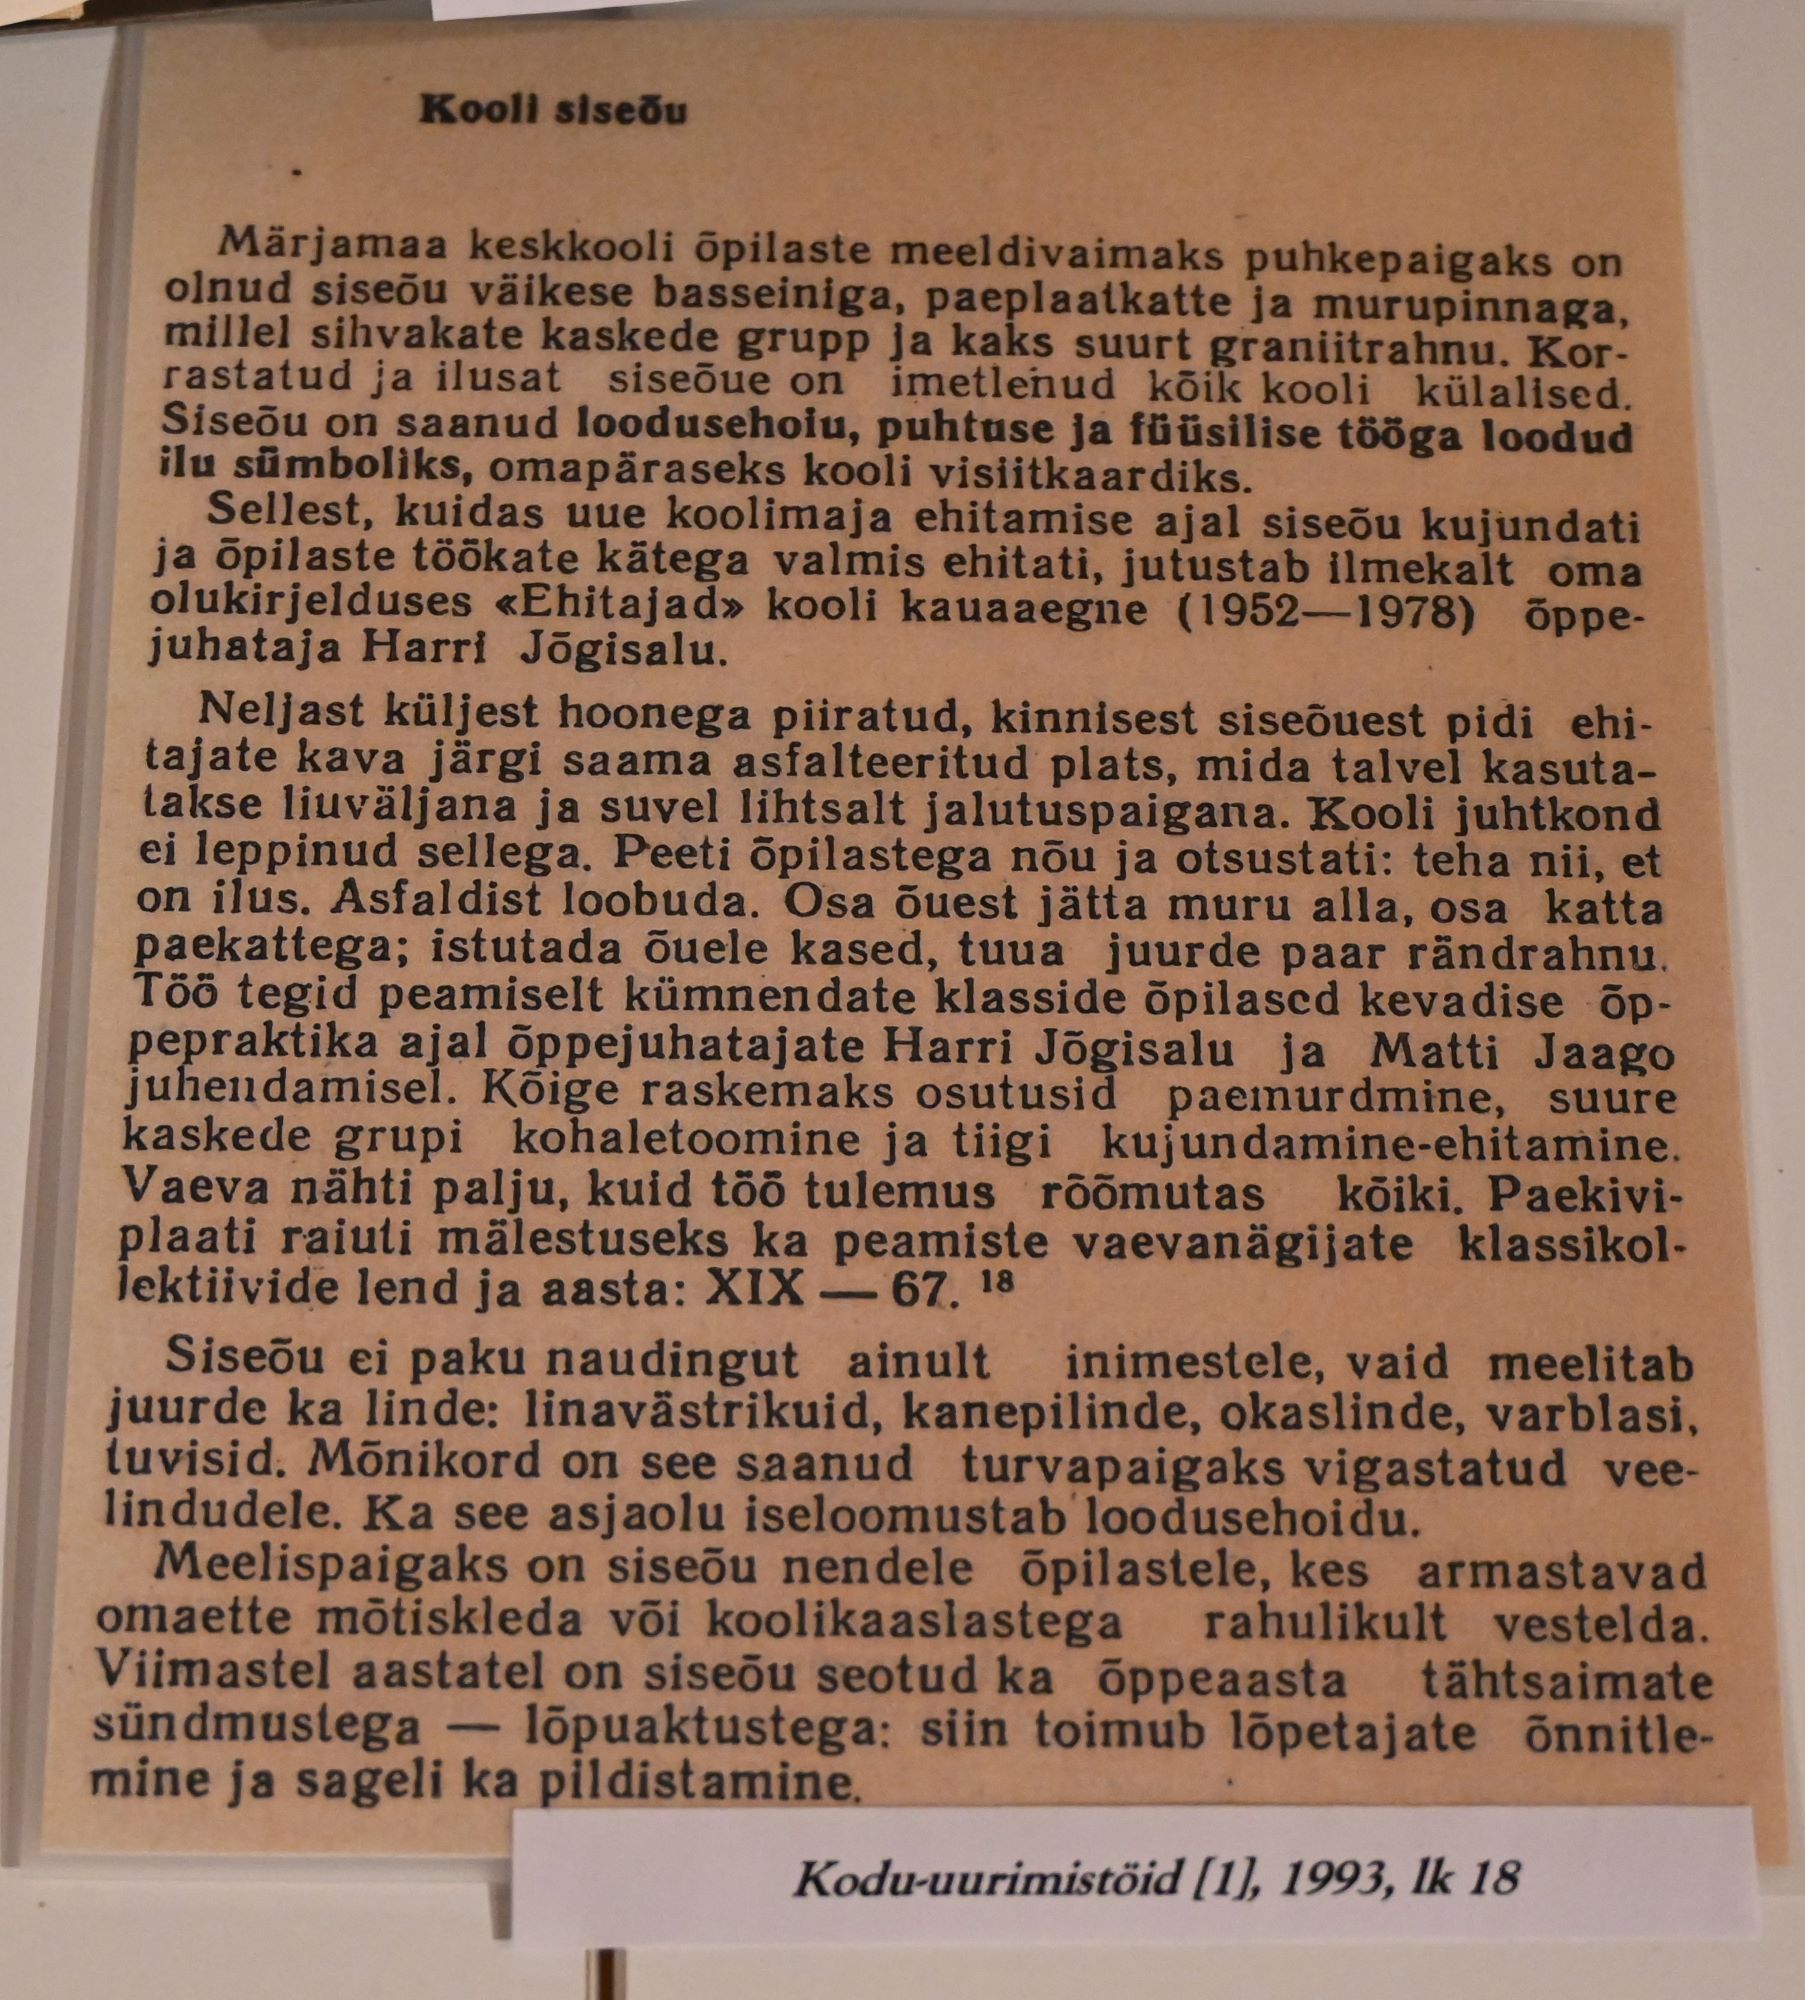 Kooli siseõu
Märjamaa keskkooli õpilaste meeldivaimaks puhkepaigaks on
olnud siseõu väikese basseiniga, paeplaatkatte ja murupinnaga,
millel sihvakate kaskede grupp ja kaks suurt graniitrahnu. Kor-
rastatud ja ilusat siseõue on imetlenud kõik kooli külalised.
Siseõu on saanud loodusehoiu, puhtuse ja füüsilise tööga loodud
ilu sümboliks, omapäraseks kooli visiitkaardiks.
Sellest, kuidas uue koolimaja ehitamise ajal siseõu kujundati
ja õpilaste töökate kätega valmis ehitati, jutustab ilmekalt oma
olukirjelduses «Ehitajad» kooli kauaaegne (1952—1978) õppe-
juhataja Harri Jõgisalu.
Neljast küljest hoonega piiratud, kinnisest siseõuest pidi ehi-
tajate kava järgi saama asfalteeritud plats, mida talvel kasuta-
takse liuväljana ja suvel lihtsalt jalutuspaigana. Kooli juhtkond
ei leppinud sellega. Peeti õpilastega nõu ja otsustati: teha nii, et
on ilus. Asfaldist loobuda. Osa õuest jätta muru alla, osa katta
paekattega; istutada õuele kased, tuua juurde paar rändrahnu.
Töö tegid peamiselt kümnendate klasside õpilased kevadise õp-
pepraktika ajal õppejuhatajate Harri Jõgisalu ja Matti Jaago
juhendamisel. Kõige raskemaks osutusid paemurdmine, suure
kaskede grupi kohaletoomine ja tiigi kujundamine-ehitamine.
Vaeva nähti palju, kuid töö tulemus rõõmutas kõiki. Paekivi-
plaati raiuti mälestuseks ka peamiste vaevanägijate klassikol-
lektiivide lend ja aasta: XIX — 67. 18
Siseõu ei paku naudingut ainult inimestele, vaid meelitab
juurde ka linde: linavästrikuid, kanepilinde, okaslinde, varblasi,
tuvisid. Mõnikord on see saanud turvapaigaks vigastatud vee-
lindudele. Ka see asjaolu iseloomustab loodusehoidu.
Meelispaigaks on siseõu nendele õpilastele, kes armastavad
omaette mõtiskleda või koolikaaslastega rahulikult vestelda.
Viimastel aastatel on siseõu seotud ka õppeaasta tähtsaimate
sündmustega — lõpuaktustega: siin toimub lõpetajate õnnitle-
mine ja sageli ka pildistamine.
Kodu-uurimistöid [1], 1993, lk 18